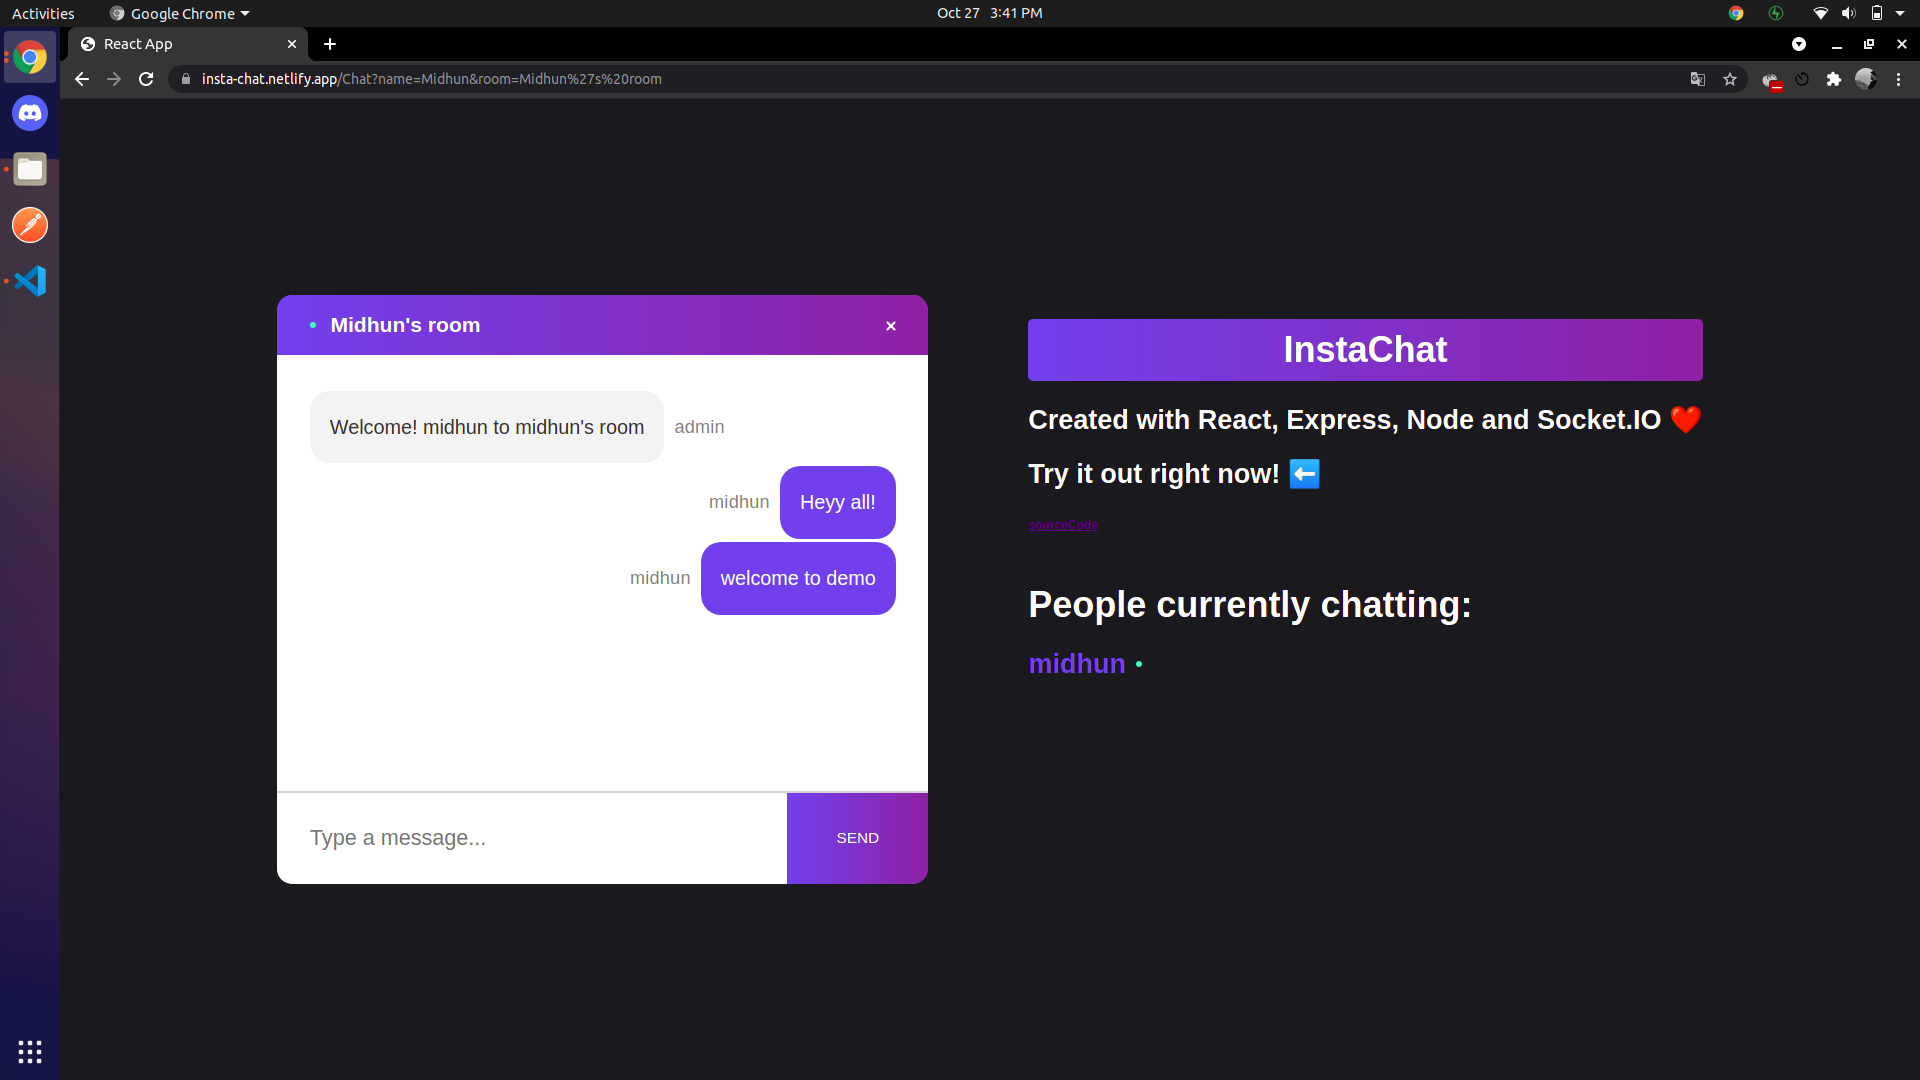 Activities
Google Chrome
Oct 27 3:41 PM
React App
insta-chat.netlify.app/Chat?name=Midhun&room=Midhun%27s%20room
Midhun's room
Welcome! midhun to midhun's room
admin
midhun
Heyy all!
midhun
welcome to demo
Type a message...
SEND
InstaChat
Created with React, Express, Node and Socket.IO ❤️
Try it out right now! ⬅️
sourceCode
People currently chatting:
midhun